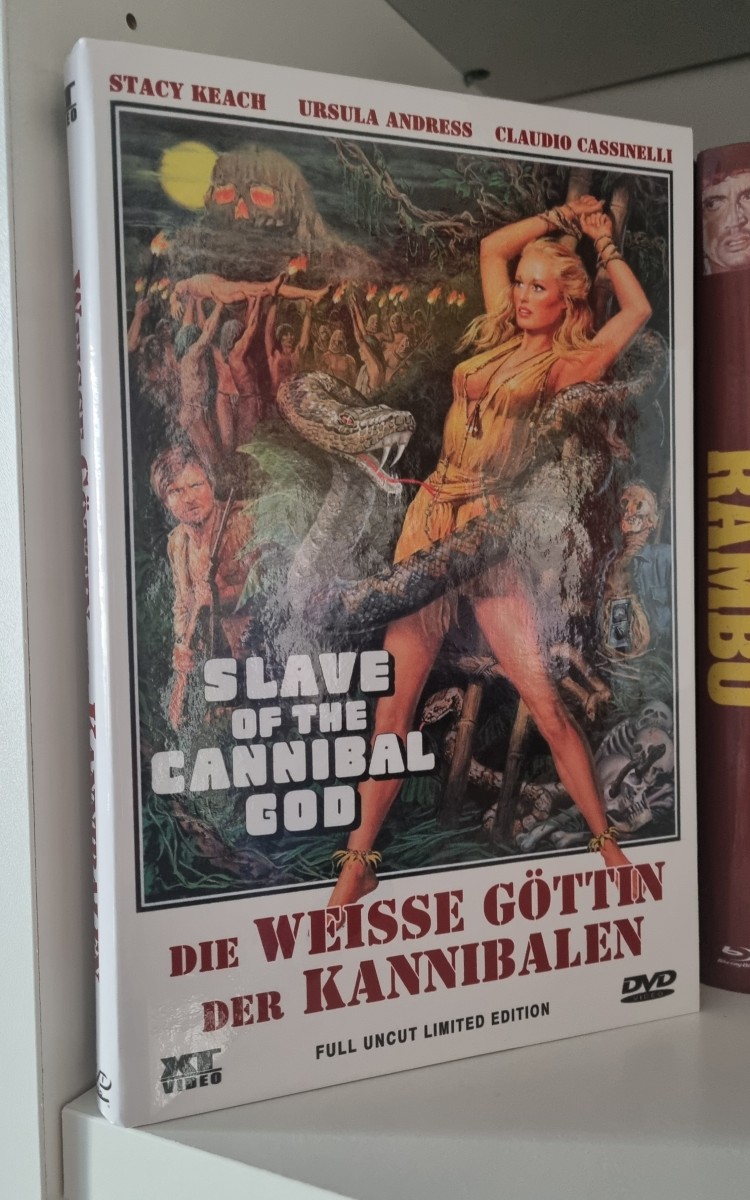 STACY KEACH URSULA ANDRESS CLAUDIO CASSINELLI
SLAVE
OF THE
CANNIBAL
GOD
DIE WEISSE GÖTTIN
DER KANNIBALEN
FULL UNCUT LIMITED EDITION
XT
VIDEO
DVD
VIDEO
RAMBO